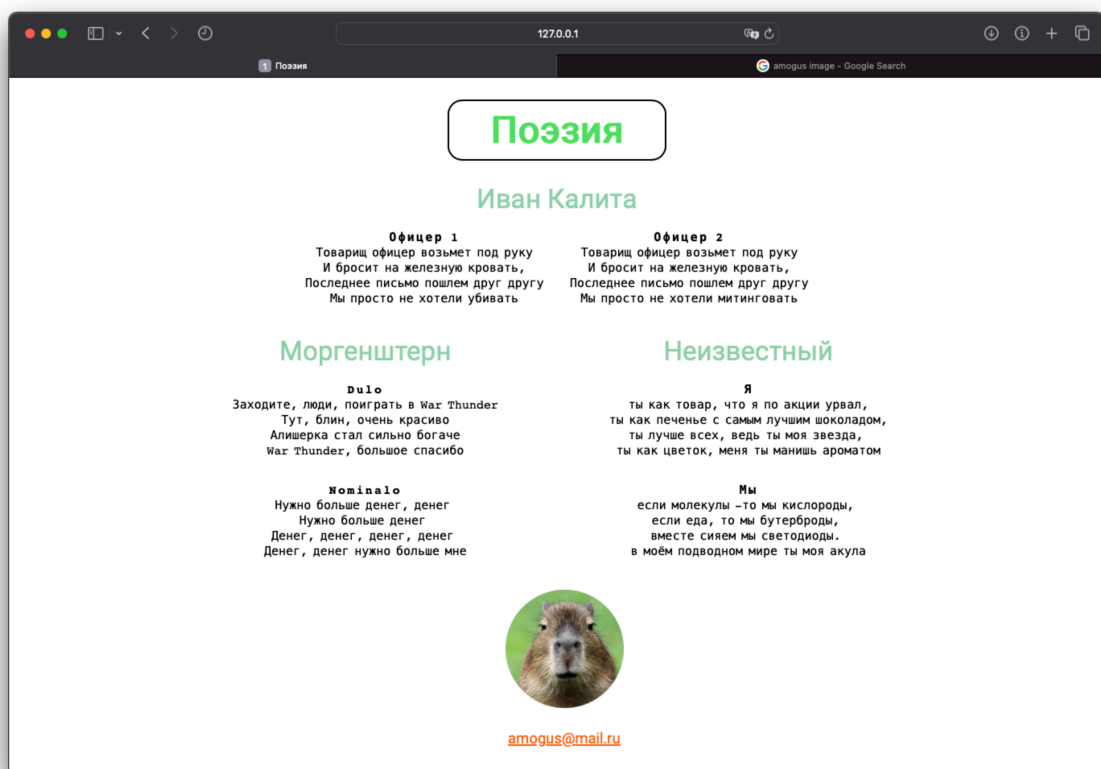 127.0.0.1
1 Поэзия
amogus image - Google Search
Поэзия
Иван Калита
Офицер 1
Товарищ офицер возьмет под руку
И бросит на железную кровать,
Последнее письмо пошлем друг другу
Мы просто не хотели убивать
Офицер 2
Товарищ офицер возьмет под руку
И бросит на железную кровать,
Последнее письмо пошлем друг другу
Мы просто не хотели митинговать
Моргенштерн
Dulo
Заходите, люди, поиграть в War Thunder
Тут, блин, очень красиво
Алишерка стал сильно богаче
War Thunder, большое спасибо
Nominalo
Нужно больше денег, денег
Нужно больше денег
Денег, денег, денег, денег
Денег, денег нужно больше мне
Неизвестный
Я
ты как товар, что я по акции урвал,
ты как печенье с самым лучшим шоколадом,
ты лучше всех, ведь ты моя звезда,
ты как цветок, меня ты манишь ароматом
Мы
если молекулы –то мы кислороды,
если еда, то мы бутерброды,
вместе сияем мы светодиоды.
в моём подводном мире ты моя акула
amogus@mail.ru